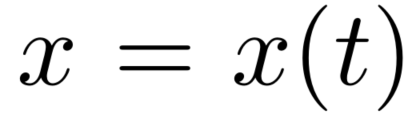 x = x(t)